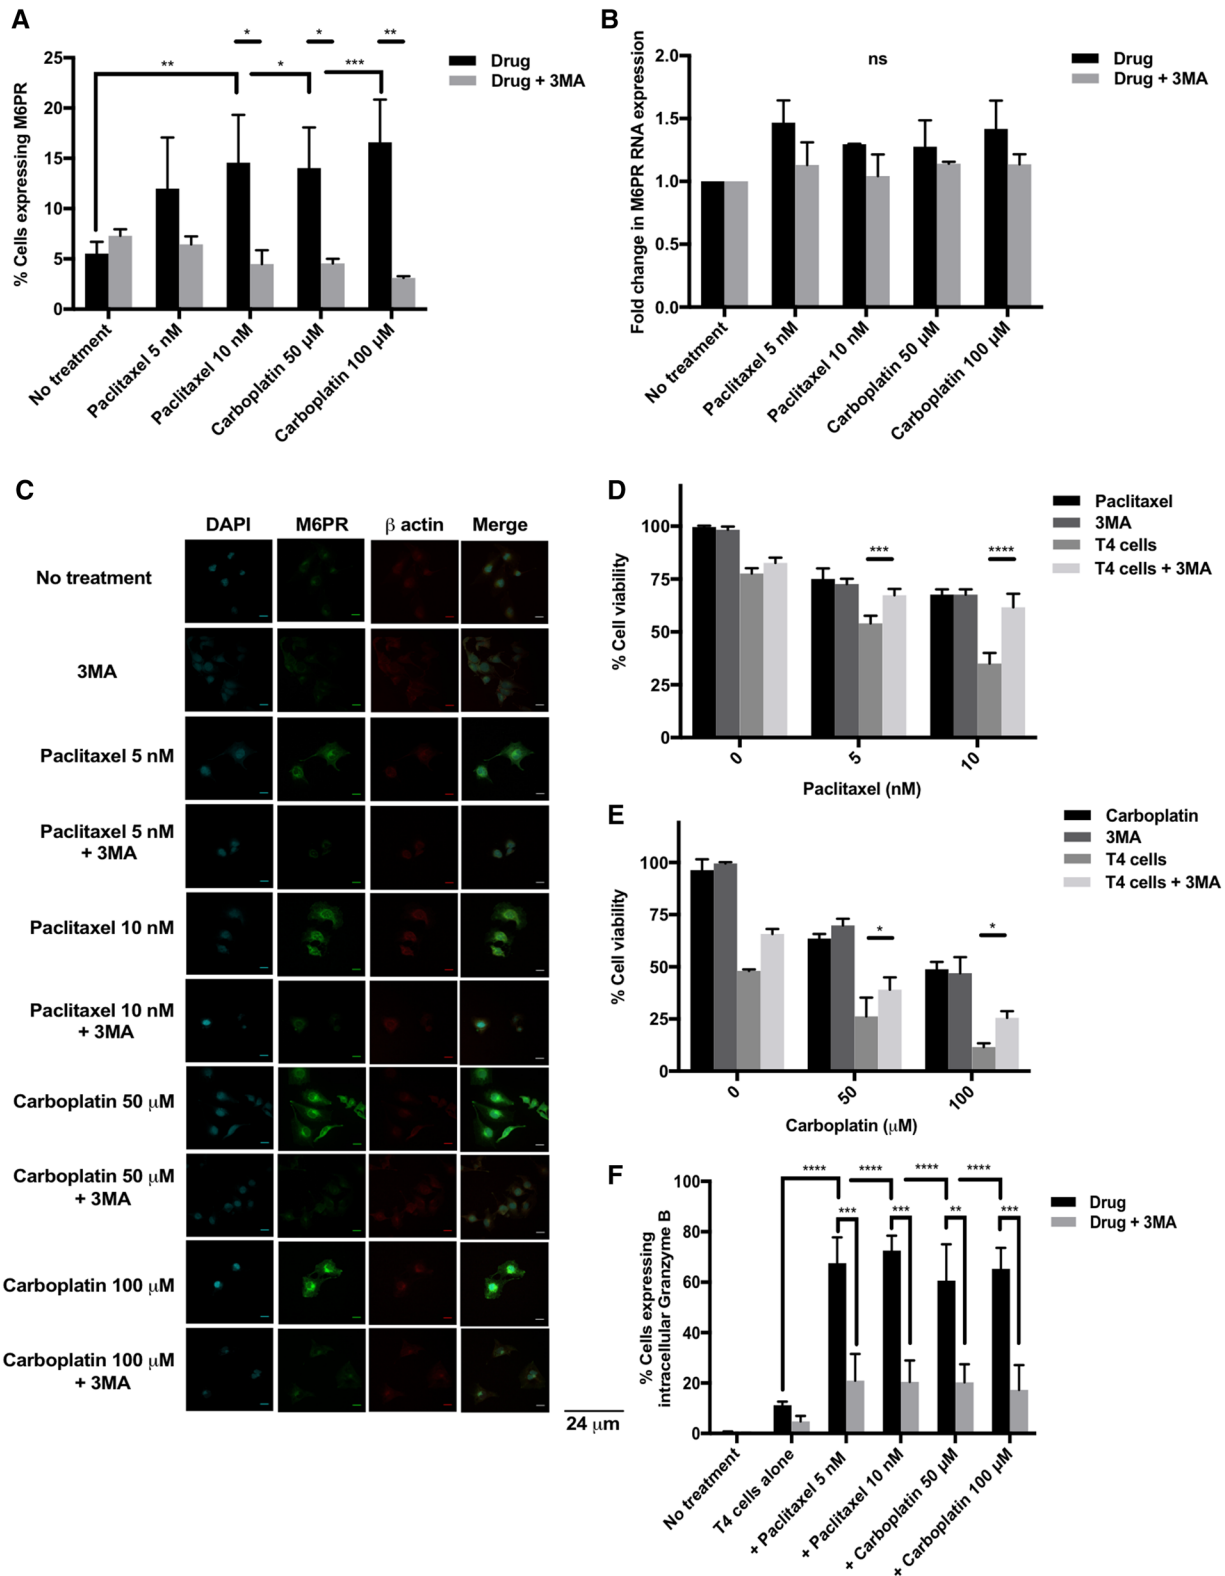 A
% Cells expressing M6PR
25
20
15
10
5
0
**
*
*
*
***
**
Drug
Drug + 3MA
No treatment
Paclitaxel 5 nM
Paclitaxel 10 nM
Carboplatin 50 µM
Carboplatin 100 µM
B
Fold change in M6PR RNA expression
2.0
1.5
1.0
0.5
0.0
ns
Drug
Drug + 3MA
No treatment
Paclitaxel 5 nM
Paclitaxel 10 nM
Carboplatin 50 µM
Carboplatin 100 µM
C
DAPI
M6PR
β actin
Merge
No treatment
3MA
Paclitaxel 5 nM
Paclitaxel 5 nM
+ 3MA
Paclitaxel 10 nM
Paclitaxel 10 nM
+ 3MA
Carboplatin 50 µM
Carboplatin 50 µM
+ 3MA
Carboplatin 100 µM
Carboplatin 100 µM
+ 3MA
24 µm
D
% Cell viability
100
75
50
25
0
***
****
Paclitaxel
3MA
T4 cells
T4 cells + 3MA
0
5
10
Paclitaxel (nM)
E
% Cell viability
100
75
50
25
0
*
*
Carboplatin
3MA
T4 cells
T4 cells + 3MA
0
50
100
Carboplatin (µM)
F
% Cells expressing
intracellular Granzyme B
100
80
60
40
20
0
****
****
****
****
***
***
**
***
Drug
Drug + 3MA
No treatment
T4 cells alone
+ Paclitaxel 5 nM
+ Paclitaxel 10 nM
+ Carboplatin 50 µM
+ Carboplatin 100 µM